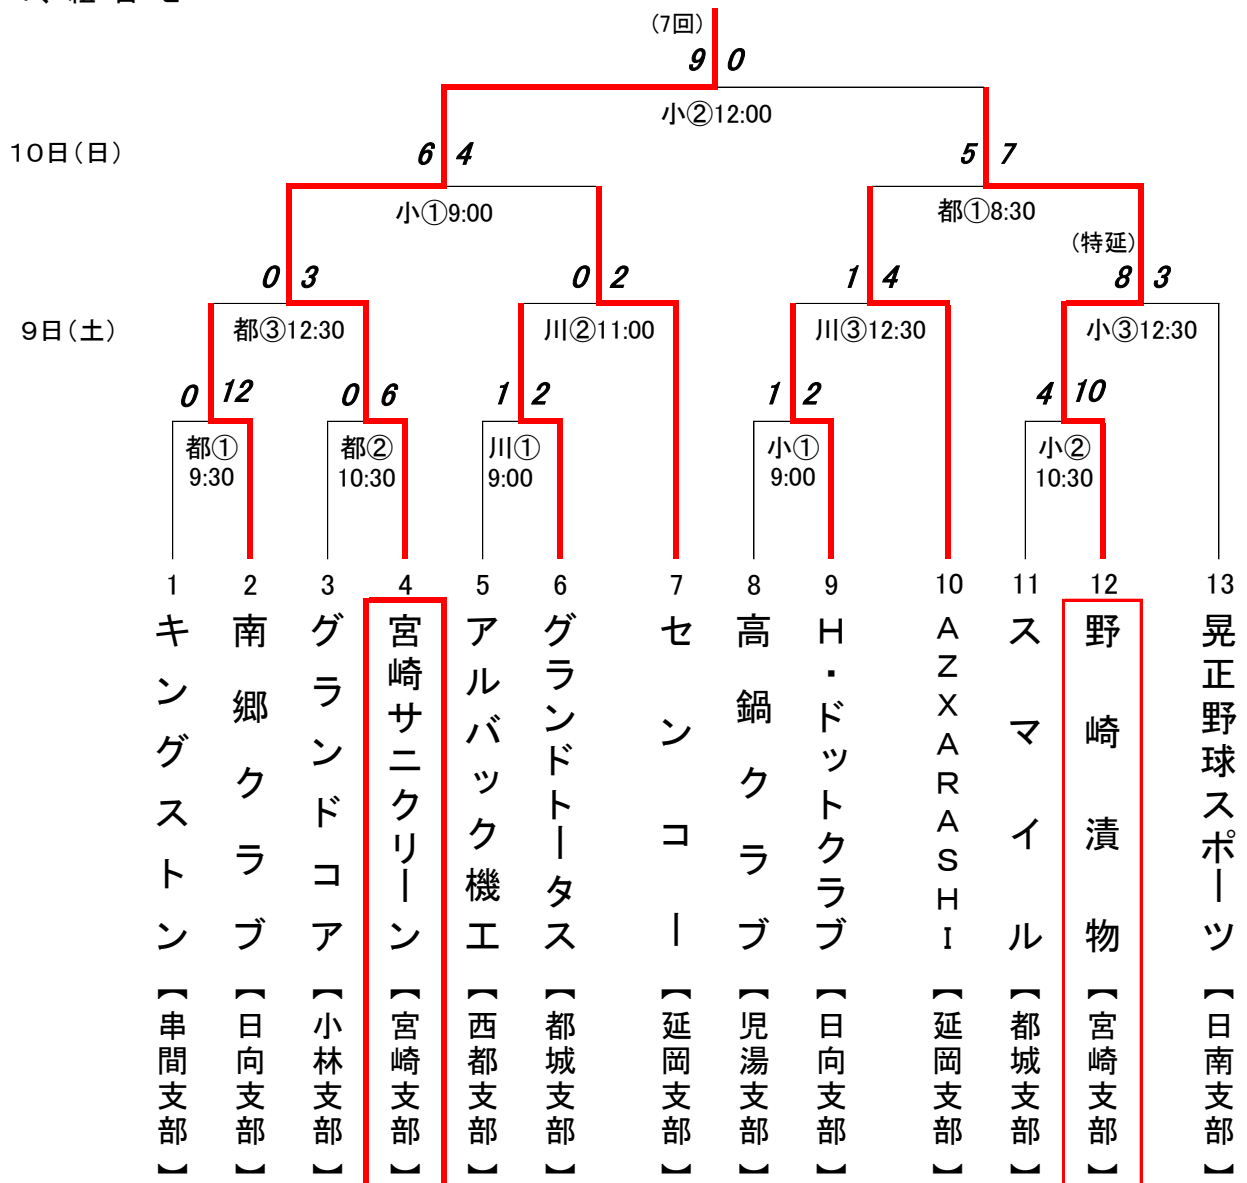 (7回)
9 0
小②12:00
10日(日)
6 4
5 7
小①9:00
都①8:30
(特延)
0 3
0 2
1 4
8 3
9日(土)
都③12:30
川②11:00
川③12:30
小③12:30
0 12
0 6
1 2
1 2
4 10
都①
9:30
都②
10:30
川①
9:00
小①
9:00
小②
10:30
1 2 3 4 5 6 7 8 9 10 11 12 13
キングストン【串間支部】
南郷クラブ【日向支部】
グランドコア【小林支部】
宮崎サニクリーン【宮崎支部】
アルバック機工【西都支部】
グランドトータス【都城支部】
センコー【延岡支部】
高鍋クラブ【児湯支部】
H・ドットクラブ【日向支部】
AZXARASHI【延岡支部】
スマイル【都城支部】
野崎漬物【宮崎支部】
晃正野球スポーツ【日南支部】